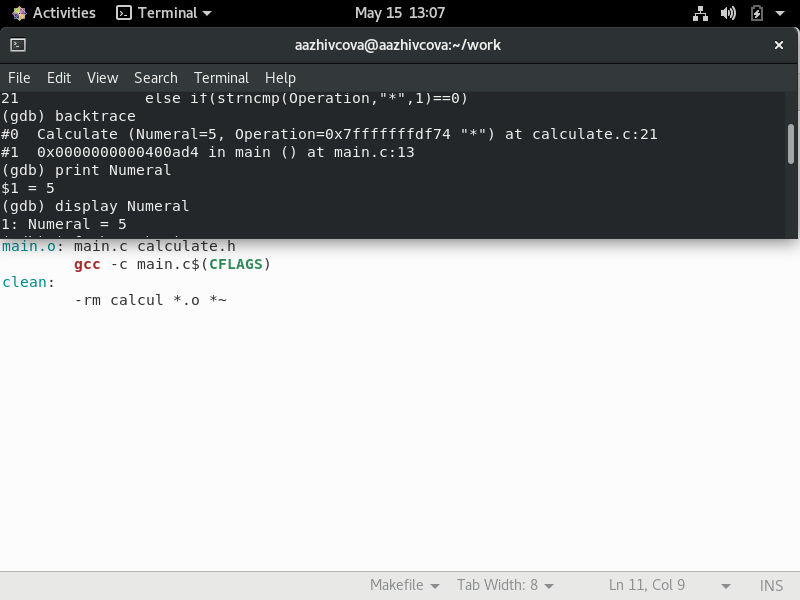 Activities Terminal May 15 13:07
aazhivcova@aazhivcova:~/work
File Edit View Search Terminal Help
21 else if(strncmp(Operation,"*",1)==0)
(gdb) backtrace
#0 Calculate (Numeral=5, Operation=0x7fffffffdf74 "*") at calculate.c:21
#1 0x0000000000400ad4 in main () at main.c:13
(gdb) print Numeral
$1 = 5
(gdb) display Numeral
1: Numeral = 5
main.o: main.c calculate.h
gcc -c main.c$(CFLAGS)
clean:
-rm calcul *.o *~
Makefile Tab Width: 8 Ln 11, Col 9 INS